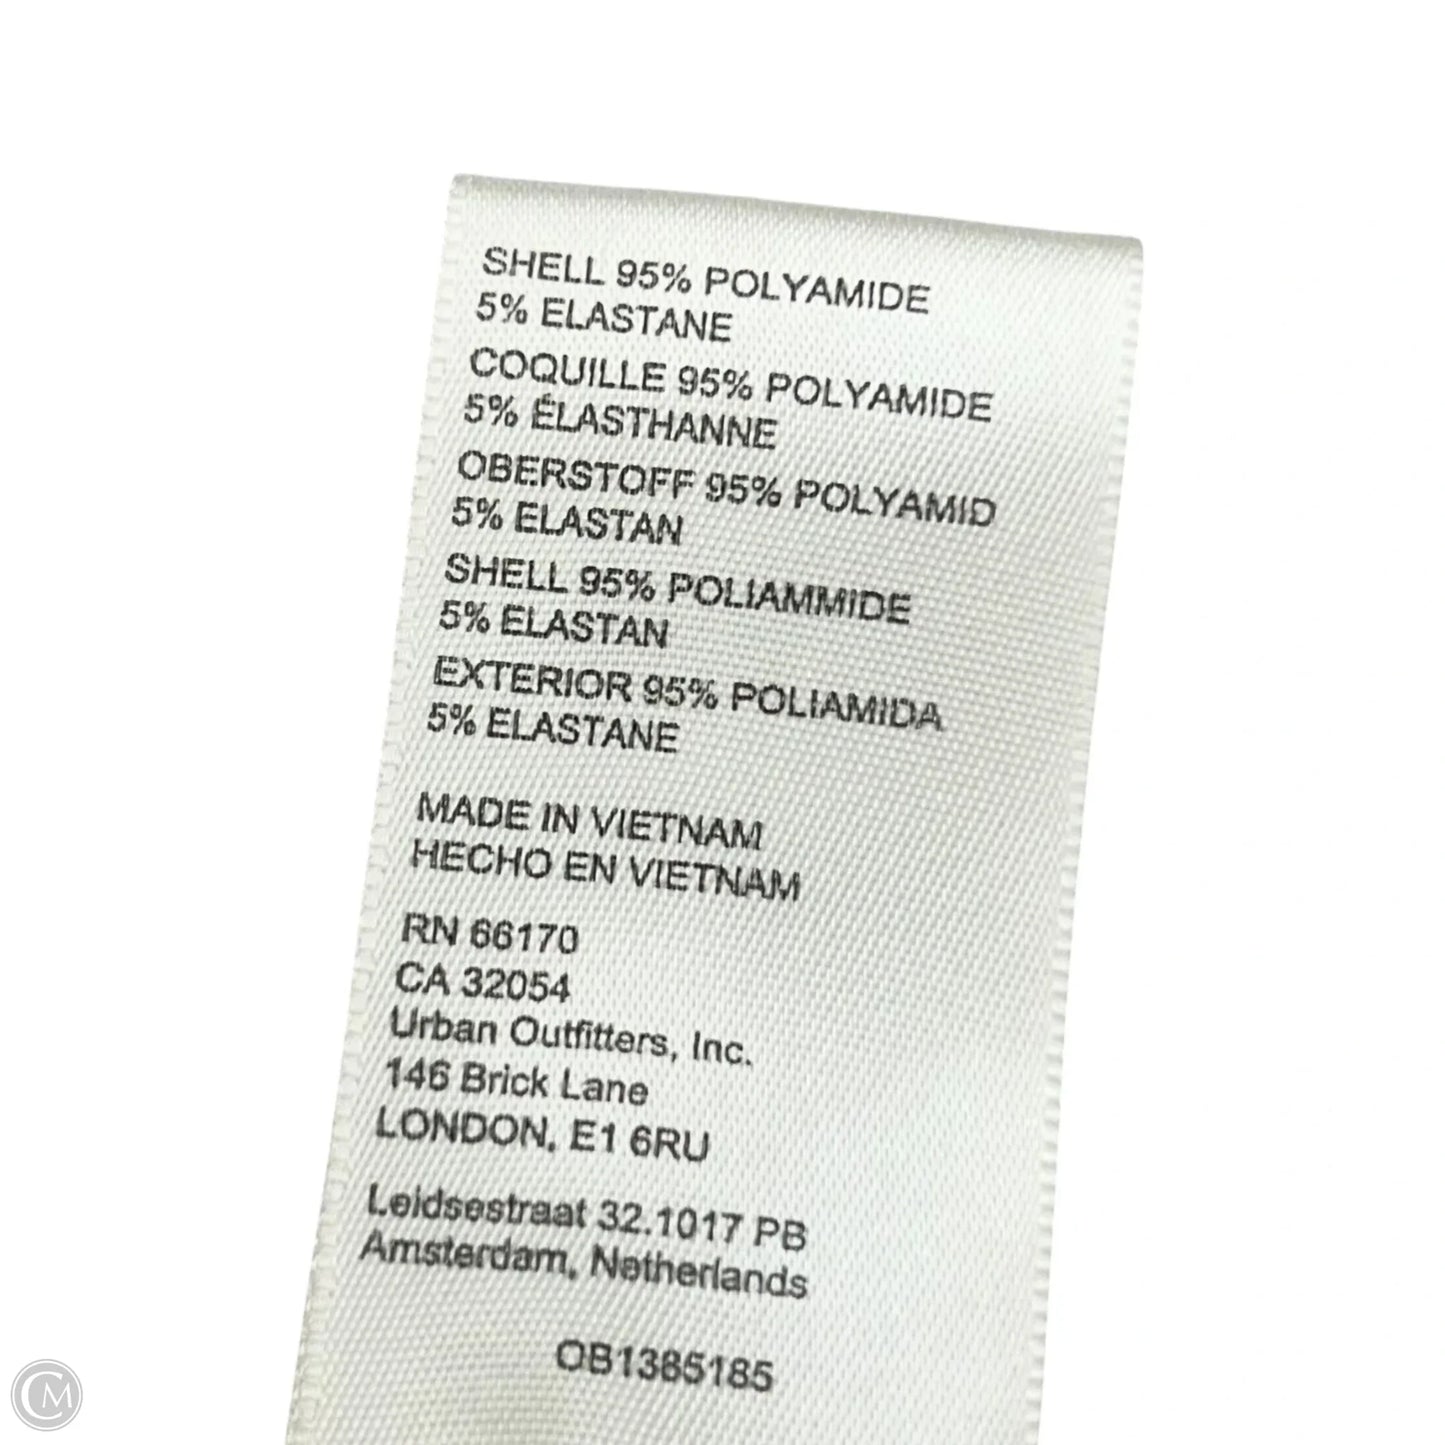 SHELL 95% POLYAMIDE
5% ELASTANE
COQUILLE 95% POLYAMIDE
5% ÉLASTHANNE
OBERSTOFF 95% POLYAMID
5% ELASTAN
SHELL 95% POLIAMMIDE
5% ELASTAN
EXTERIOR 95% POLIAMIDA
5% ELASTANE
MADE IN VIETNAM
HECHO EN VIETNAM
RN 66170
CA 32054
Urban Outfitters, Inc.
146 Brick Lane
LONDON, E1 6RU
Leidsestraat 32.1017 PB
Amsterdam, Netherlands
OB1385185
CM